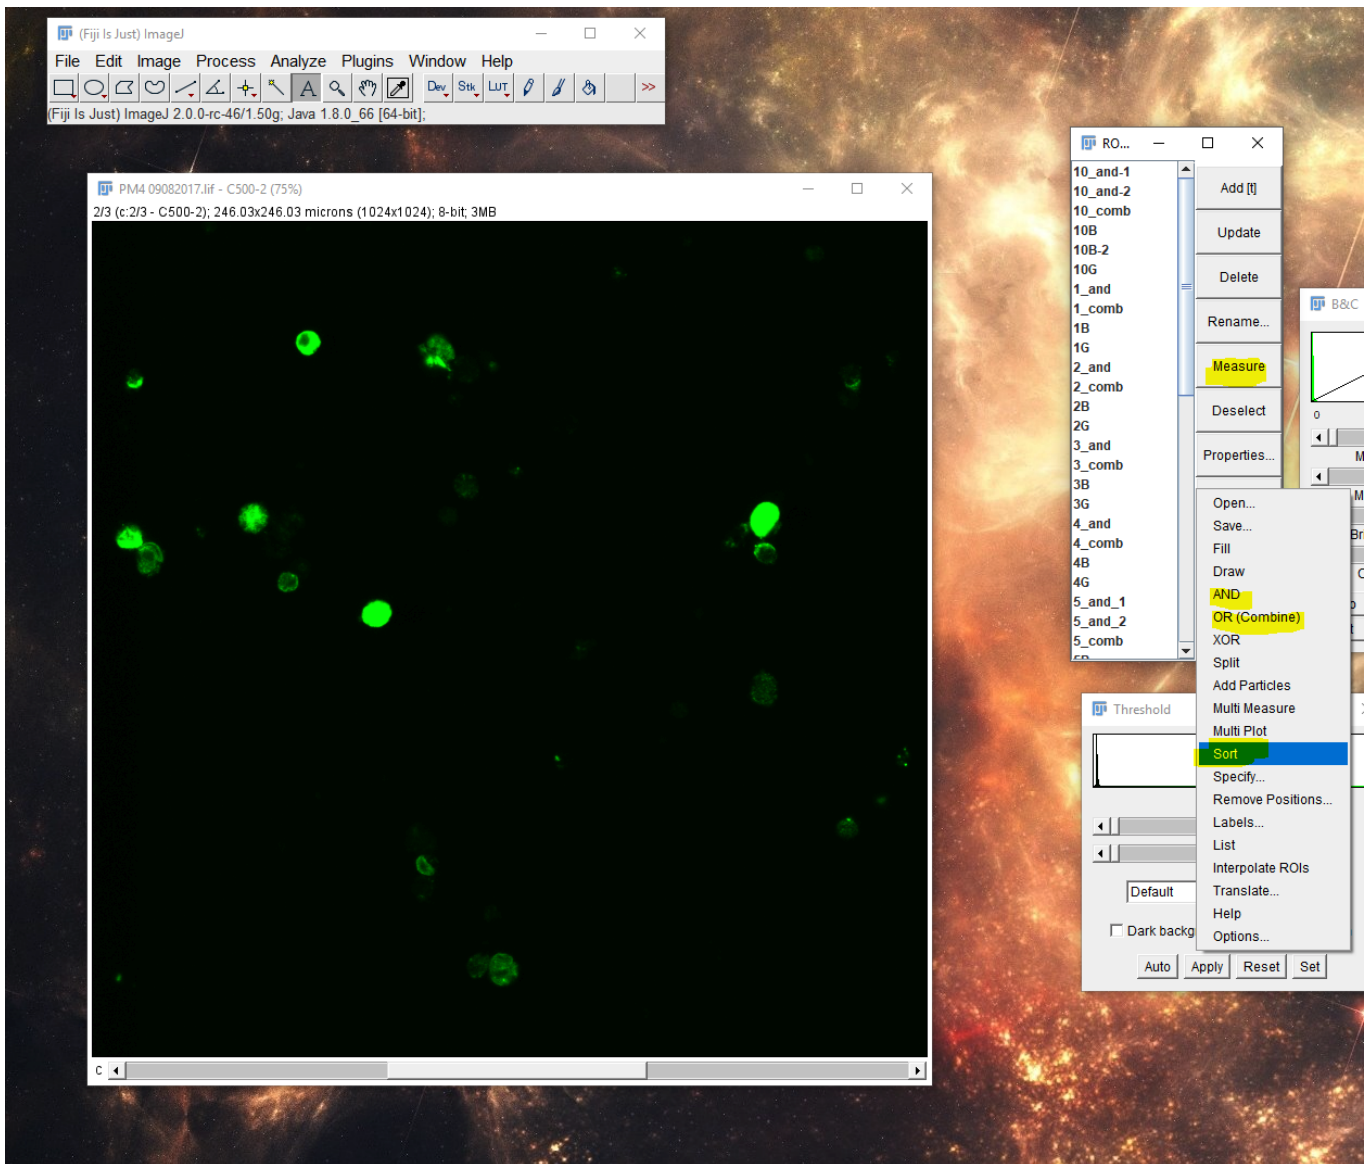 (Fiji Is Just) ImageJ
File Edit Image Process Analyze Plugins Window Help
A Dev Stk LUT >>
(Fiji Is Just) ImageJ 2.0.0-rc-46/1.50g; Java 1.8.0_66 [64-bit];
PM4 09082017.lif - C500-2 (75%)
2/3 (c:2/3 - C500-2); 246.03x246.03 microns (1024x1024); 8-bit; 3MB
C
RO...
10_and-1
10_and-2
10_comb
10B
10B-2
10G
1_and
1_comb
1B
1G
2_and
2_comb
2B
2G
3_and
3_comb
3B
3G
4_and
4_comb
4B
4G
5_and_1
5_and_2
5_comb
5B
Add [t]
Update
Delete
Rename...
Measure
Deselect
Properties...
Open...
Save...
Fill
Draw
AND
OR (Combine)
XOR
Split
Add Particles
Multi Measure
Multi Plot
Sort
Specify...
Remove Positions...
Labels...
List
Interpolate ROIs
Translate...
Help
Options...
B&C
0
M
M
Br
Threshold
Default
Dark backg
Auto Apply Reset Set